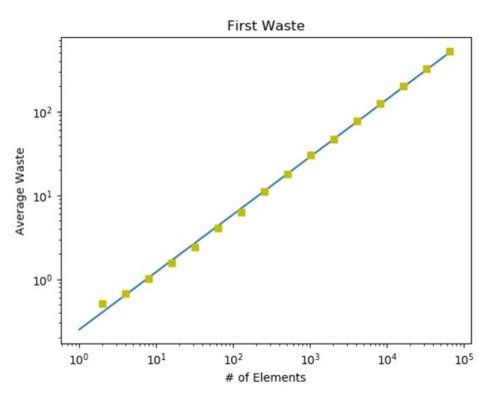 First Waste
Average Waste
10²
10¹
10⁰
10⁰ 10¹ 10² 10³ 10⁴ 10⁵
# of Elements